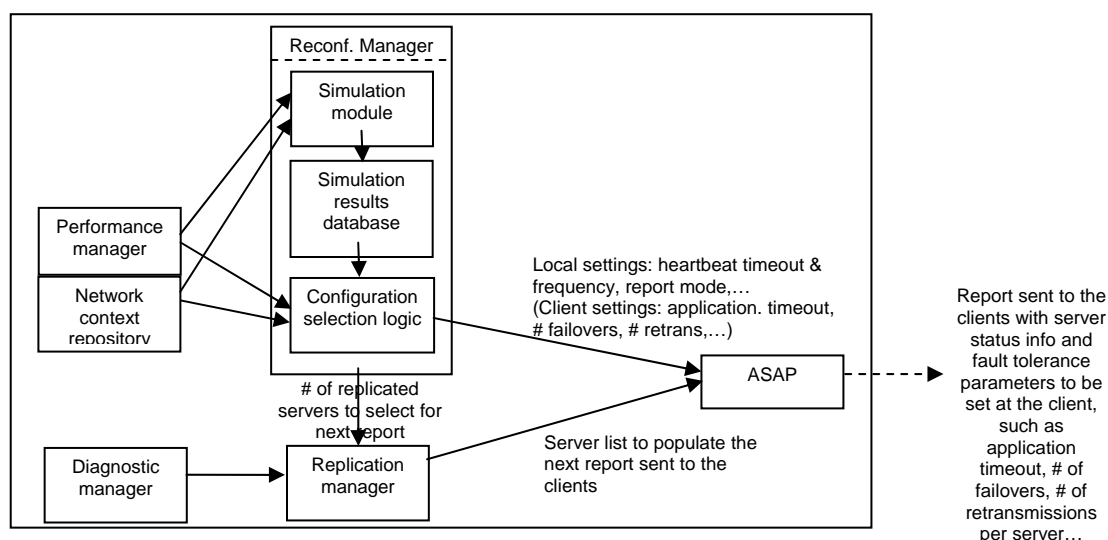 Reconf. Manager
Simulation
module
Simulation
results
database
Performance
manager
Network
context
repository
Configuration
selection logic
Local settings: heartbeat timeout &
frequency, report mode,…
(Client settings: application. timeout,
# failovers, # retrans,…)
# of replicated
servers to select for
next report
ASAP
Report sent to the
clients with server
status info and
fault tolerance
parameters to be
set at the client,
such as
application
timeout, # of
failovers, # of
retransmissions
per server…
Server list to populate the
next report sent to the
clients
Diagnostic
manager
Replication
manager